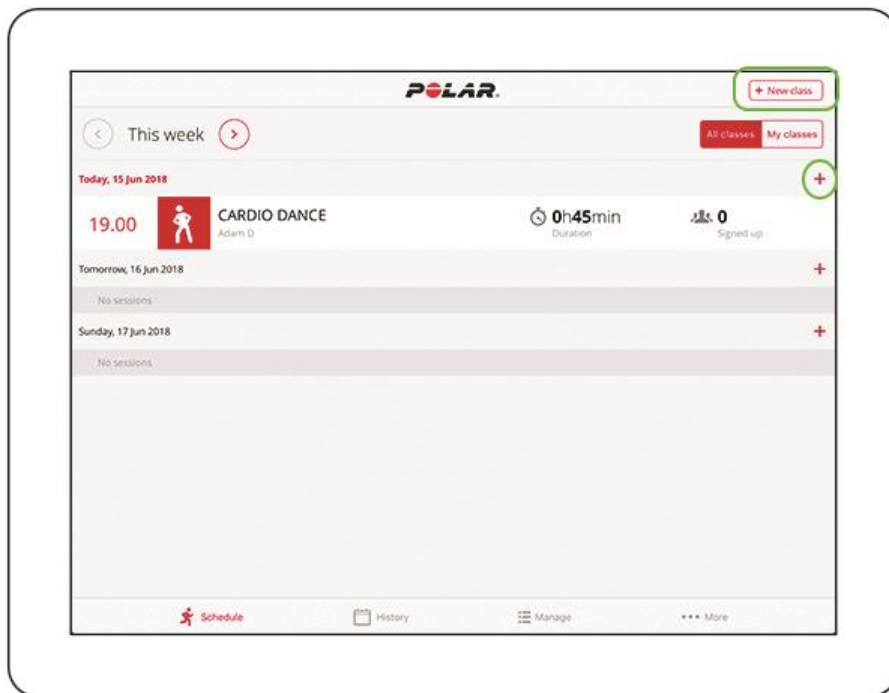 POLAR.
+ New class
This week
All classes My classes
Today, 15 Jun 2018
+
19.00
CARDIO DANCE
Adam D
0h45min
Duration
0
Signed up
Tomorrow, 16 Jun 2018
+
No sessions
Sunday, 17 Jun 2018
+
No sessions
Schedule
History
Manage
More